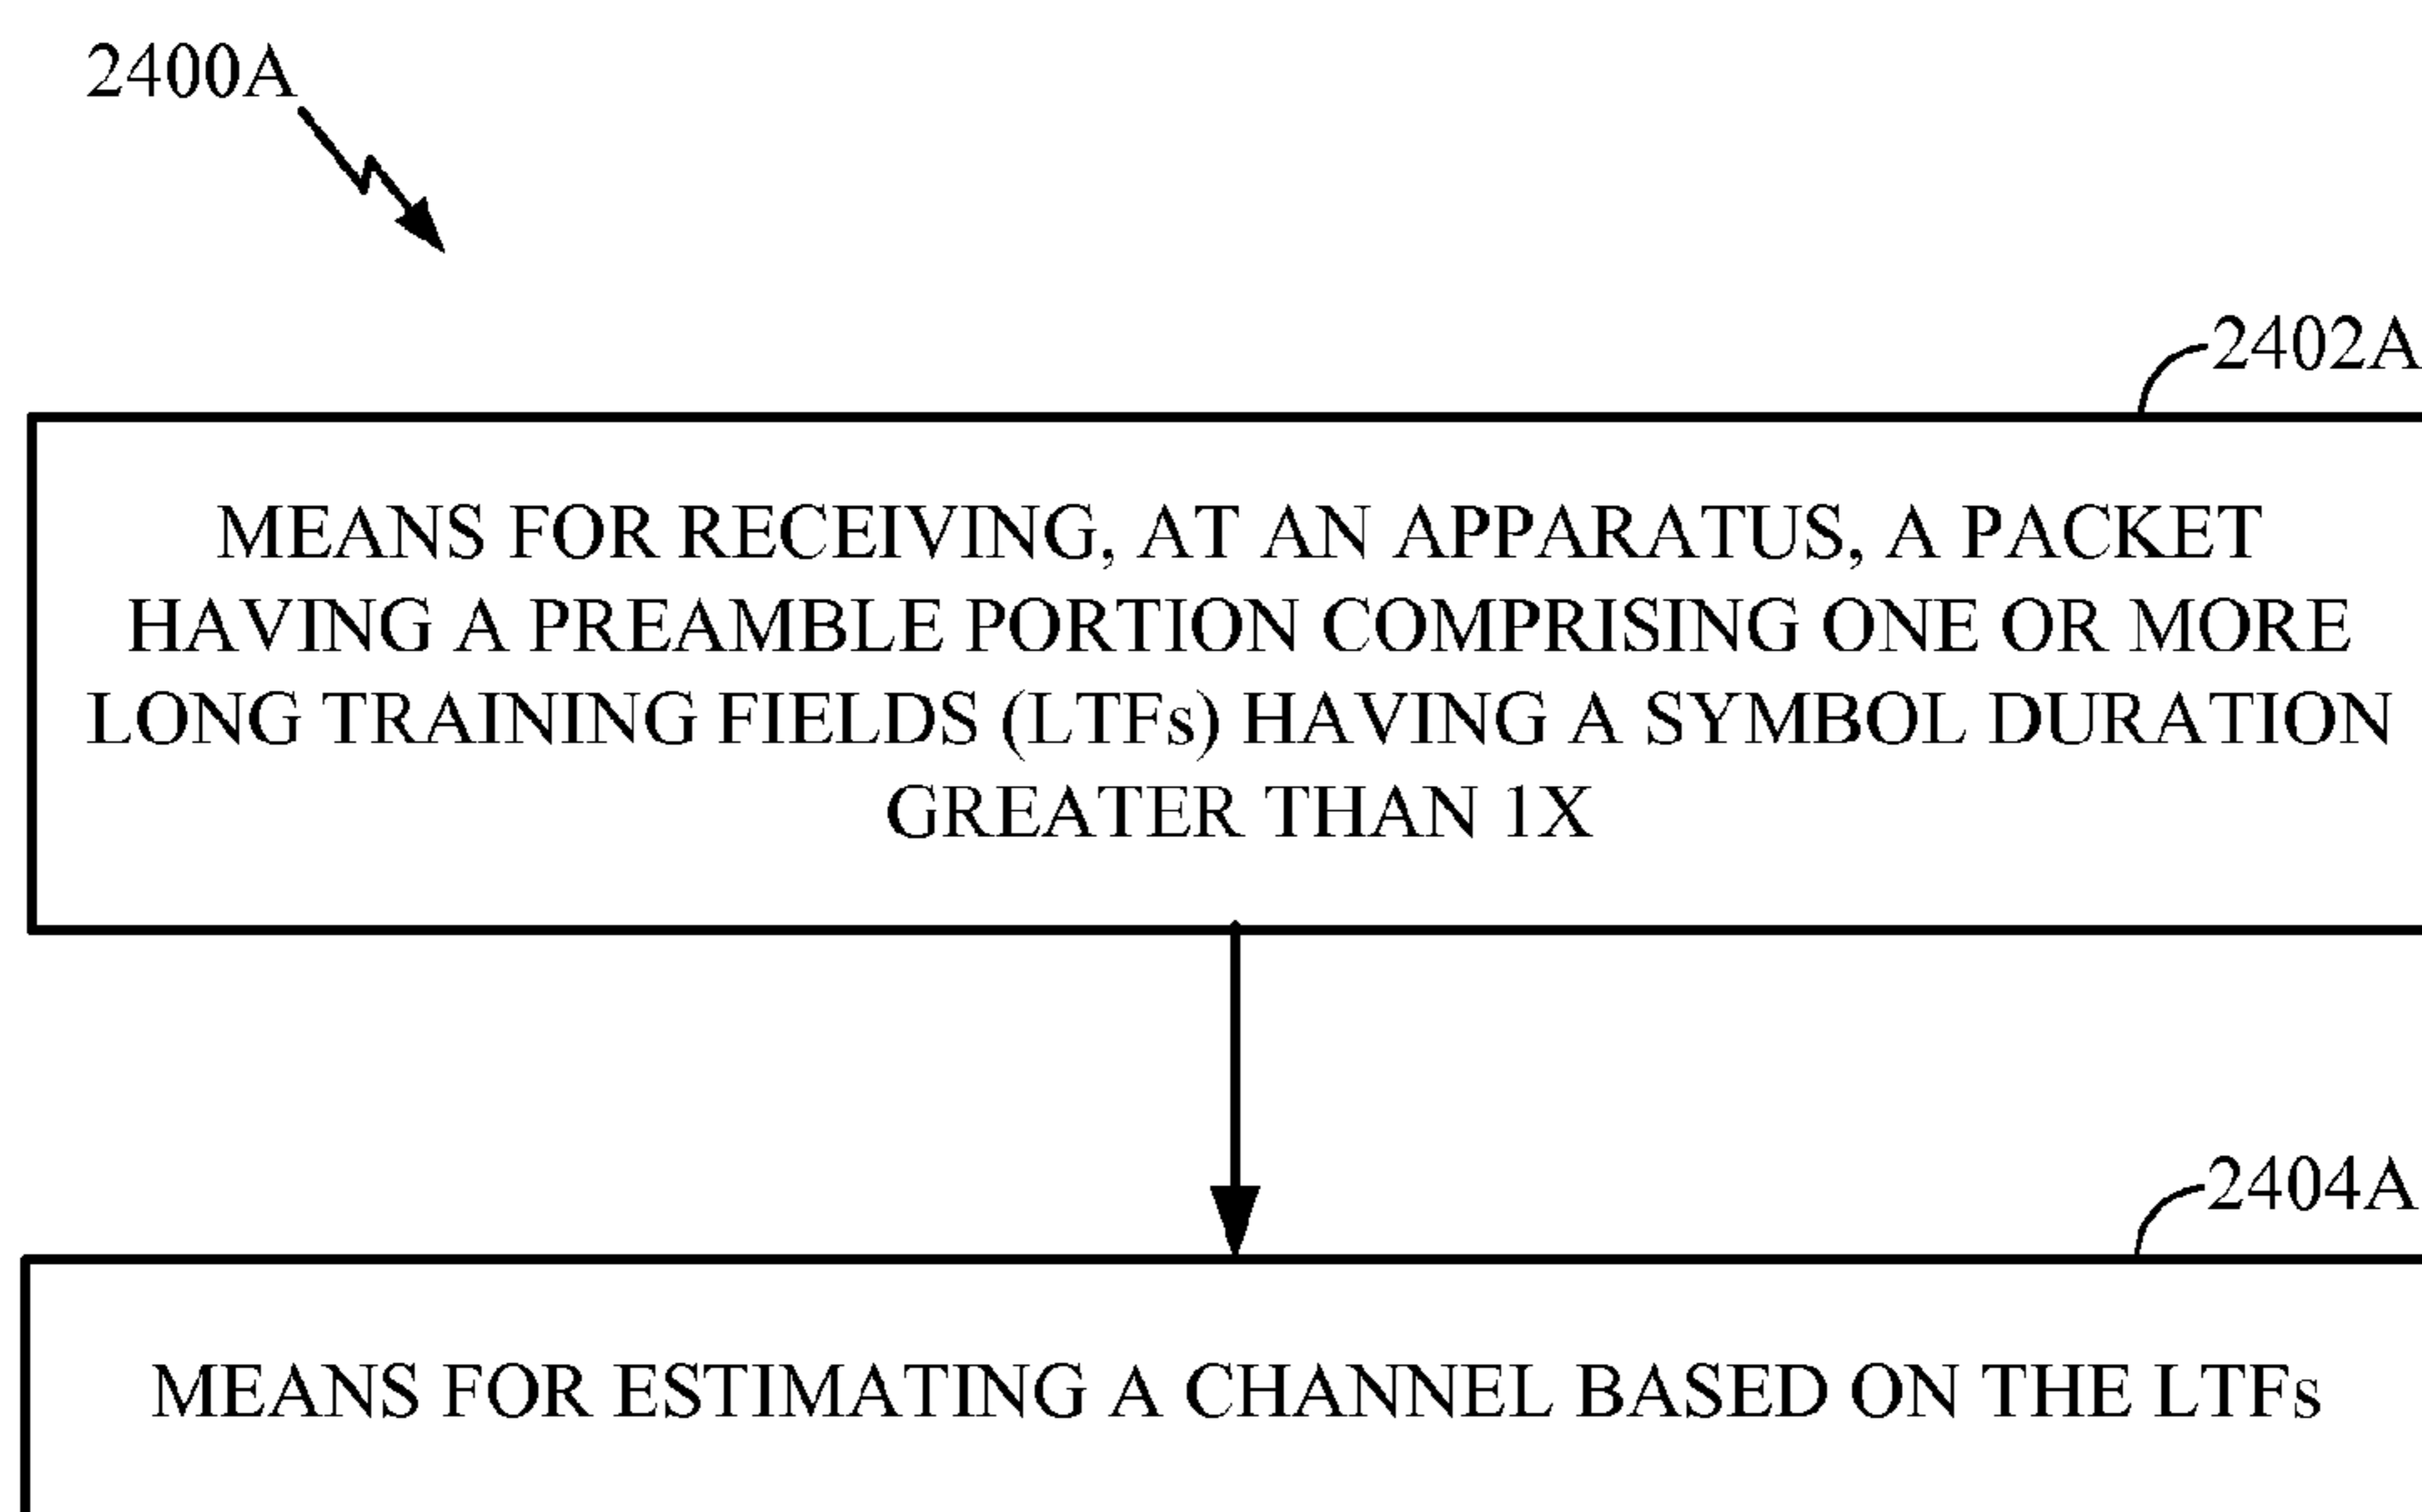 2400A
2402A
MEANS FOR RECEIVING, AT AN APPARATUS, A PACKET
HAVING A PREAMBLE PORTION COMPRISING ONE OR MORE
LONG TRAINING FIELDS (LTFs) HAVING A SYMBOL DURATION
GREATER THAN 1X
2404A
MEANS FOR ESTIMATING A CHANNEL BASED ON THE LTFs